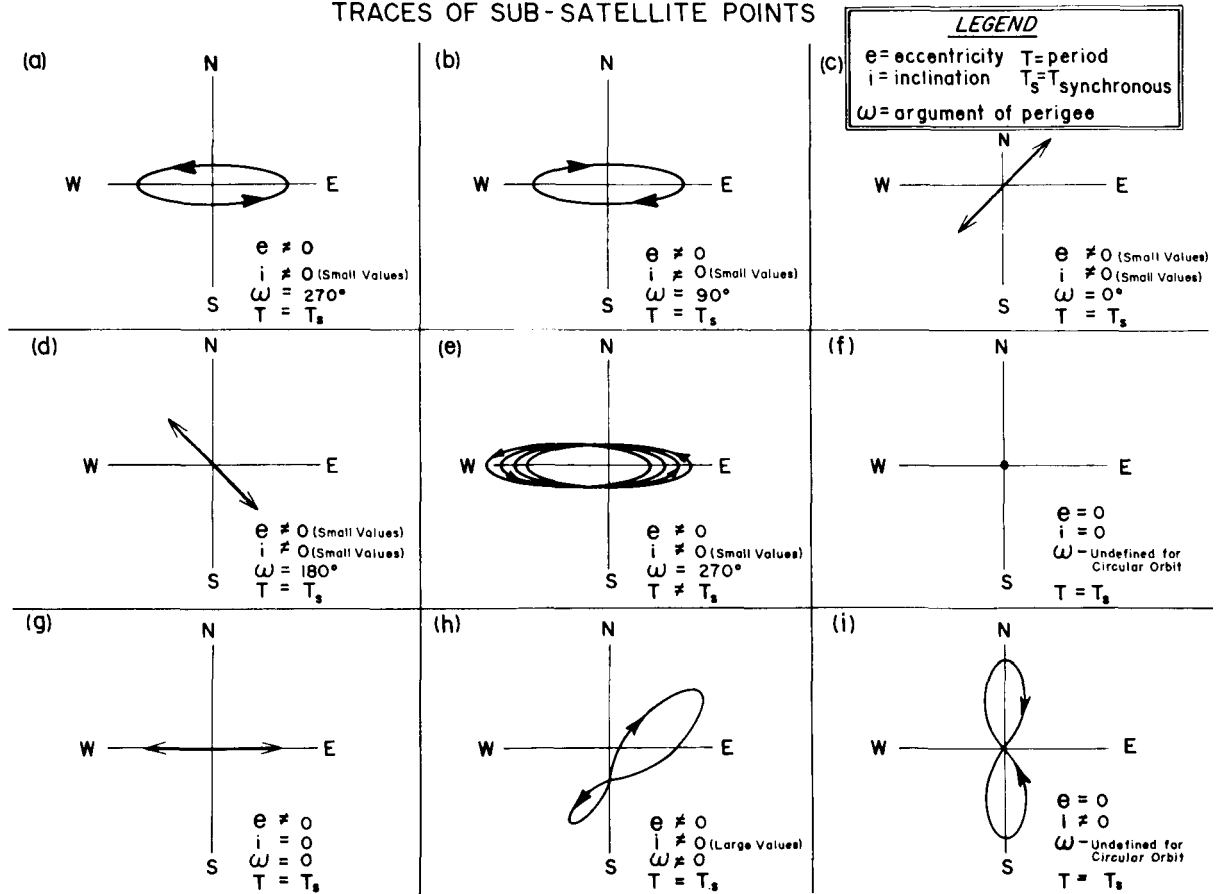 TRACES OF SUB-SATELLITE POINTS
LEGEND
e = eccentricity T = period
i = inclination Ts = Tsynchronous
ω = argument of perigee
(a)
N
W
E
S
e ≠ 0
i ≠ 0 (Small Values)
ω = 270°
T = Ts
(b)
N
W
E
S
e ≠ 0
i ≠ 0 (Small Values)
ω = 90°
T = Ts
(c)
N
W
E
S
e ≠ 0 (Small Values)
i ≠ 0 (Small Values)
ω = 0°
T = Ts
(d)
N
W
E
S
e ≠ 0 (Small Values)
i ≠ 0 (Small Values)
ω = 180°
T = Ts
(e)
N
W
E
S
e ≠ 0
i ≠ 0 (Small Values)
ω = 270°
T ≠ Ts
(f)
N
W
E
S
e = 0
i = 0
ω – Undefined for
Circular Orbit
T = Ts
(g)
N
W
E
S
e ≠ 0
i = 0
ω = 0
T = Ts
(h)
N
W
E
S
e ≠ 0
i ≠ 0 (Large Values)
ω ≠ 0
T = Ts
(i)
N
W
E
S
e = 0
i ≠ 0
ω – Undefined for
Circular Orbit
T = Ts